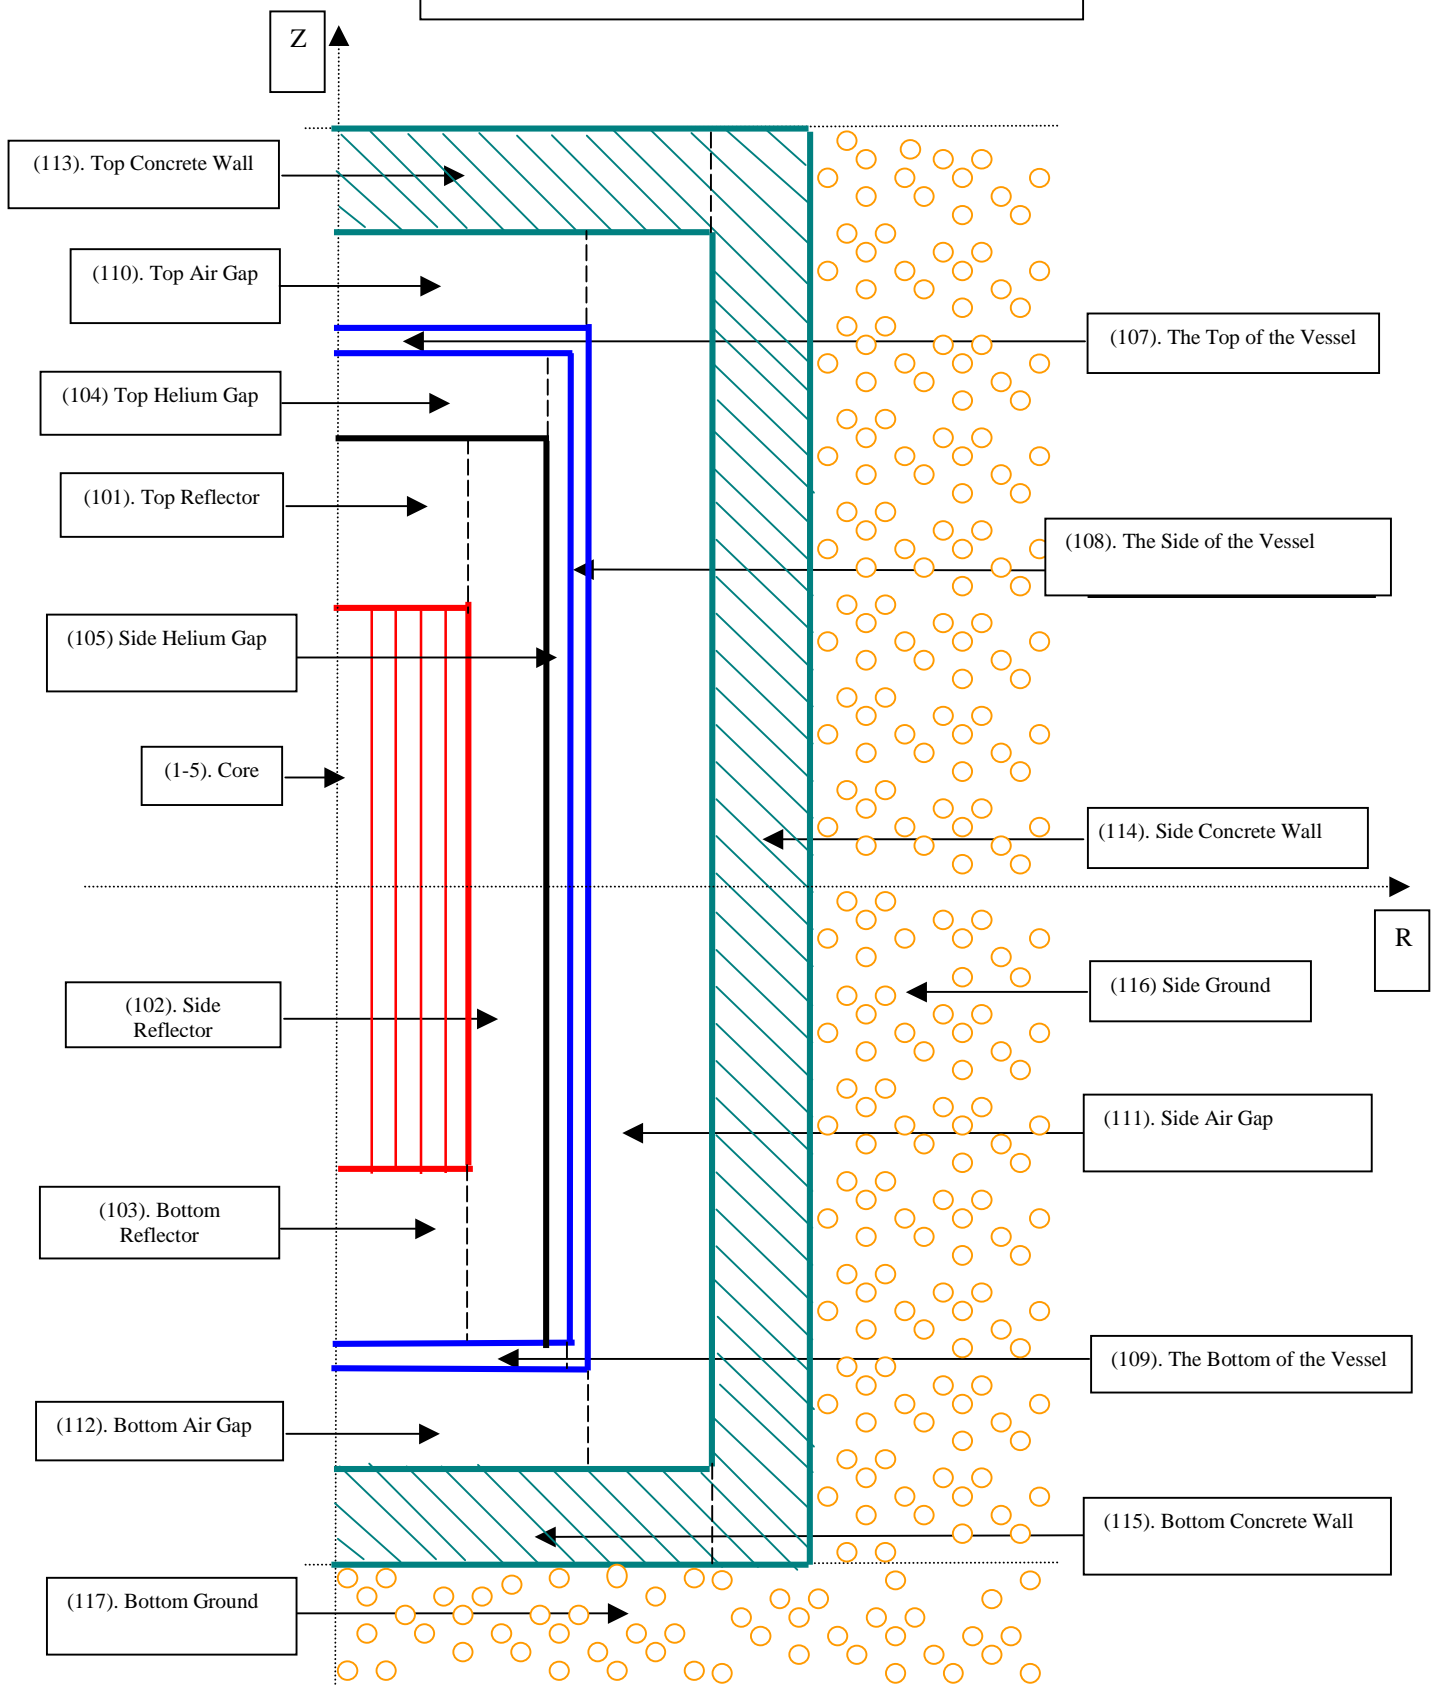 Z
(113). Top Concrete Wall
(110). Top Air Gap
(107). The Top of the Vessel
(104) Top Helium Gap
(101). Top Reflector
(108). The Side of the Vessel
(105) Side Helium Gap
(1-5). Core
(114). Side Concrete Wall
R
(116) Side Ground
(102). Side
Reflector
(111). Side Air Gap
(103). Bottom
Reflector
(109). The Bottom of the Vessel
(112). Bottom Air Gap
(115). Bottom Concrete Wall
(117). Bottom Ground